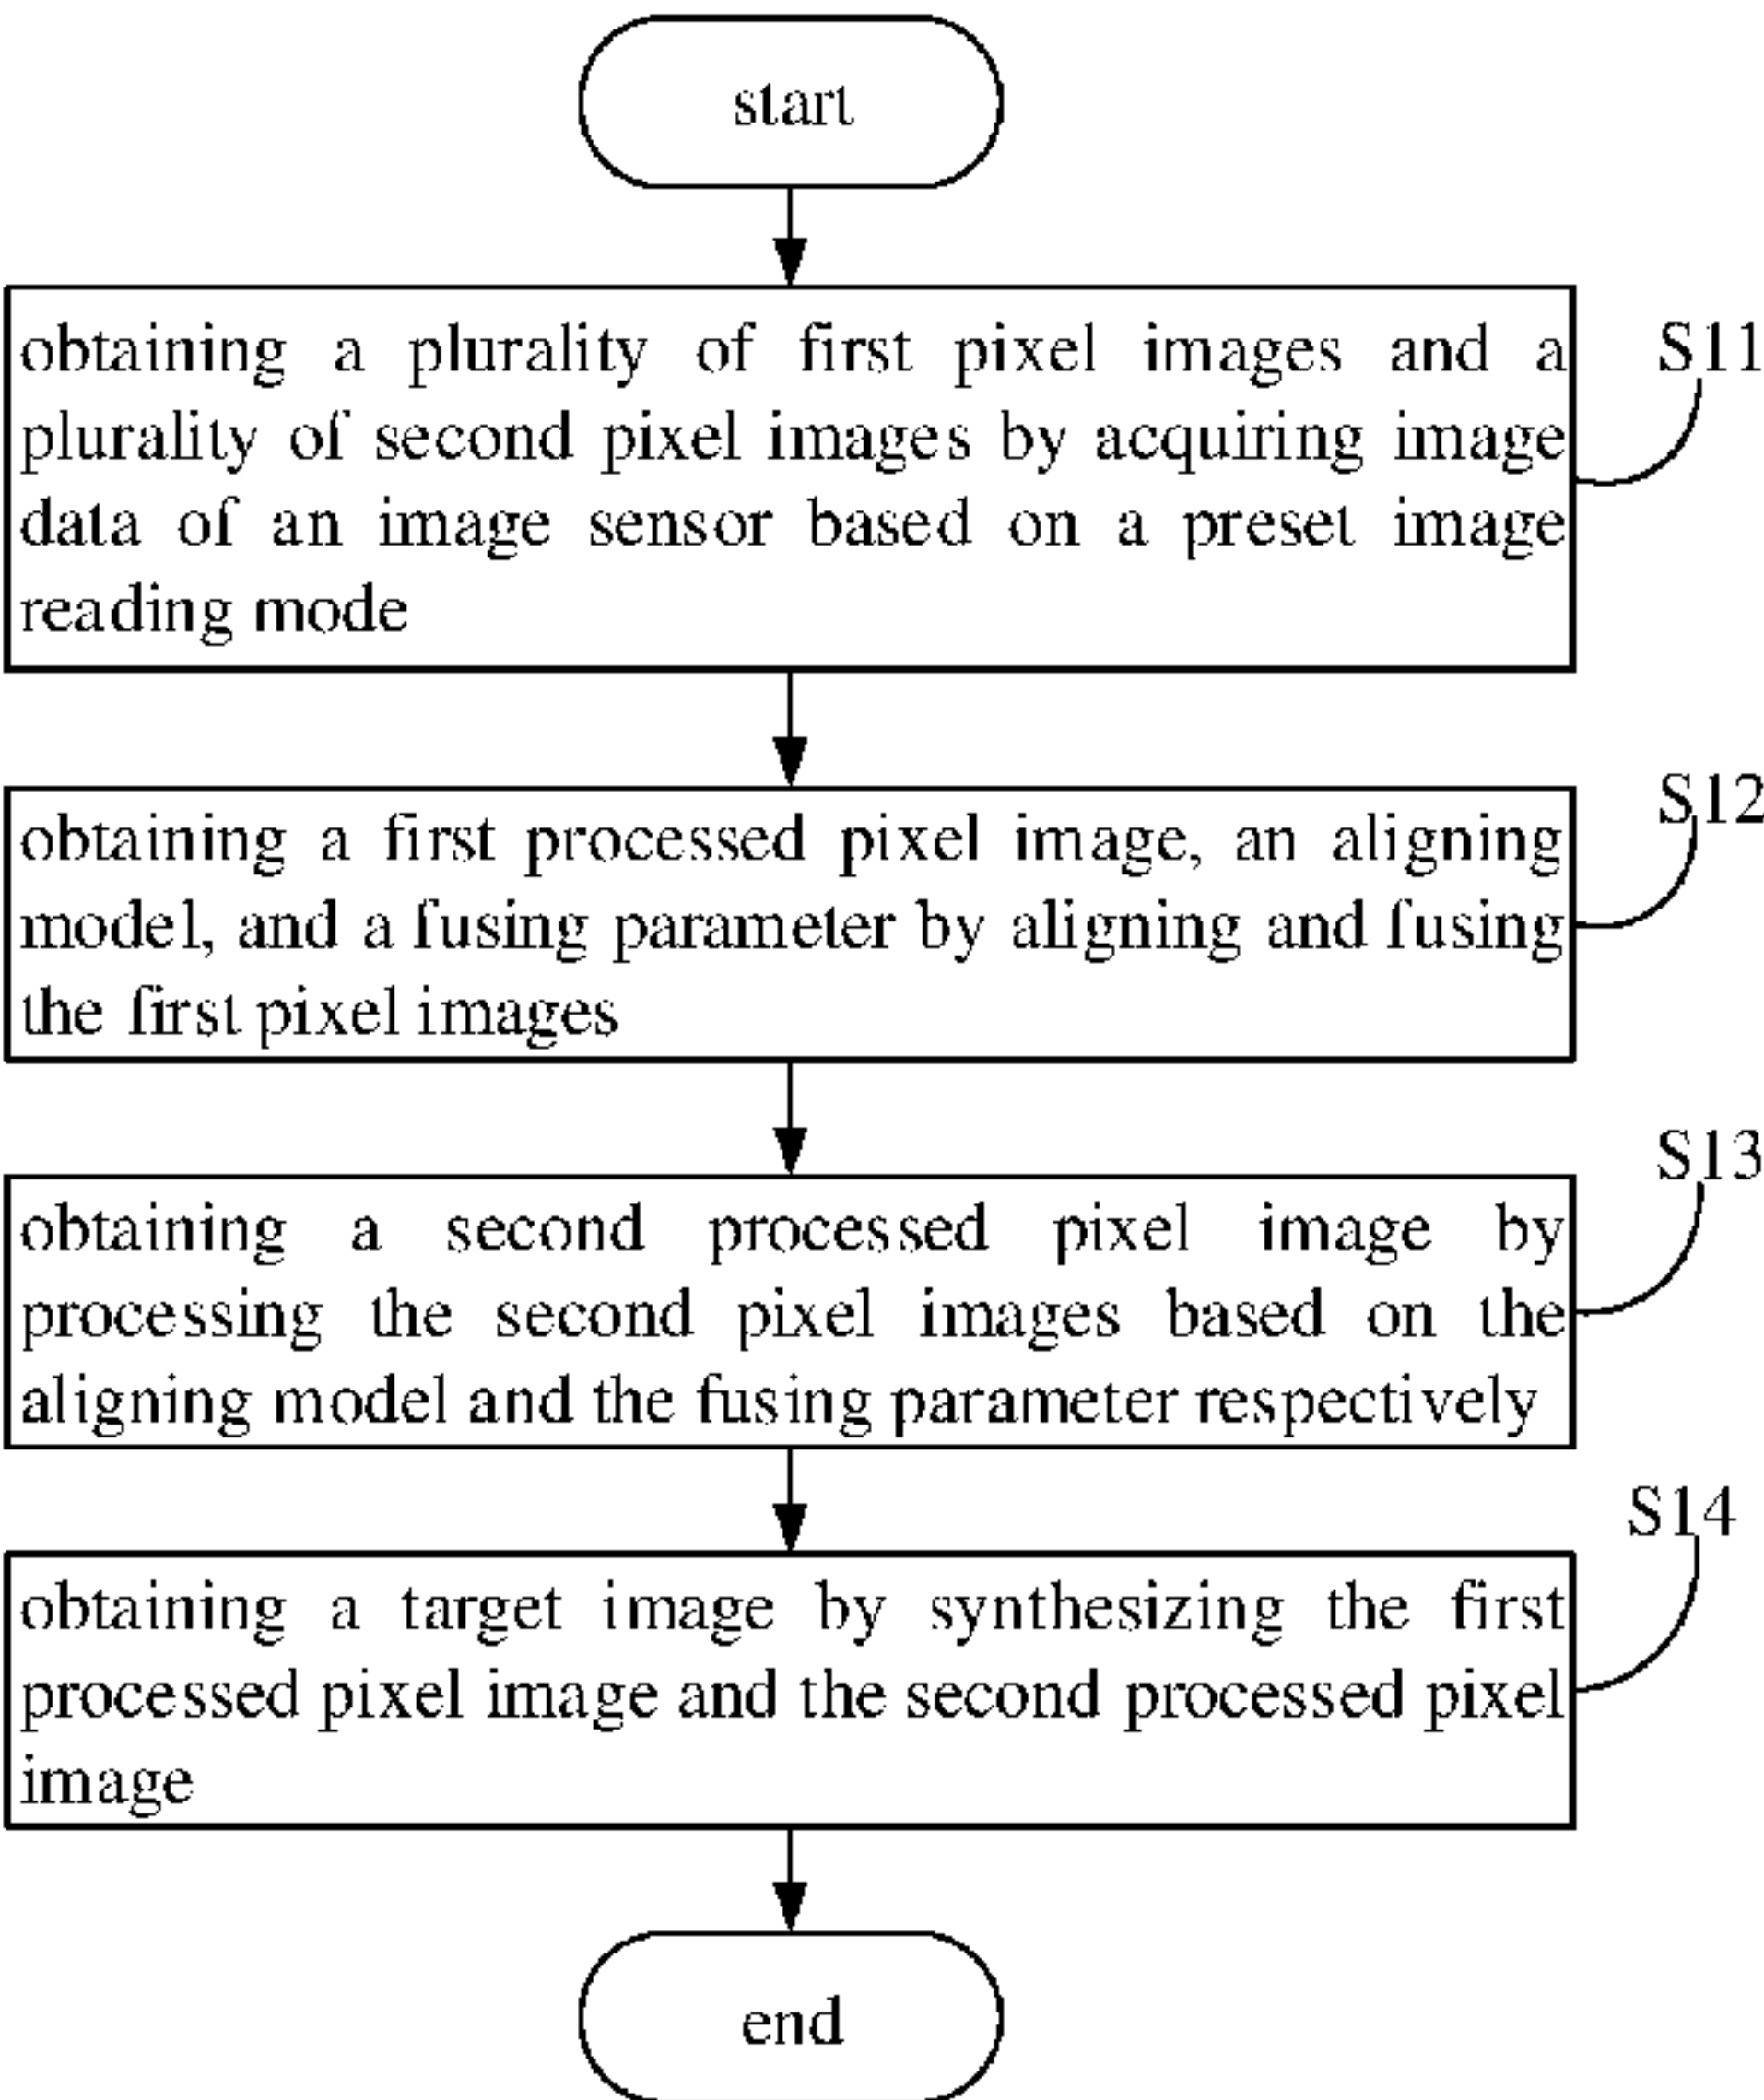 start
obtaining a plurality of first pixel images and a
S11
plurality of second pixel images by acquiring image
data of an image sensor based on a preset image
reading mode
S12
obtaining a first processed pixel image, an aligning
model, and a fusing parameter by aligning and fusing
the first pixel images
S13
obtaining a second processed pixel image by
processing the second pixel images based on the
aligning model and the fusing parameter respectively
S14
obtaining a target image by synthesizing the first
processed pixel image and the second processed pixel
image
end